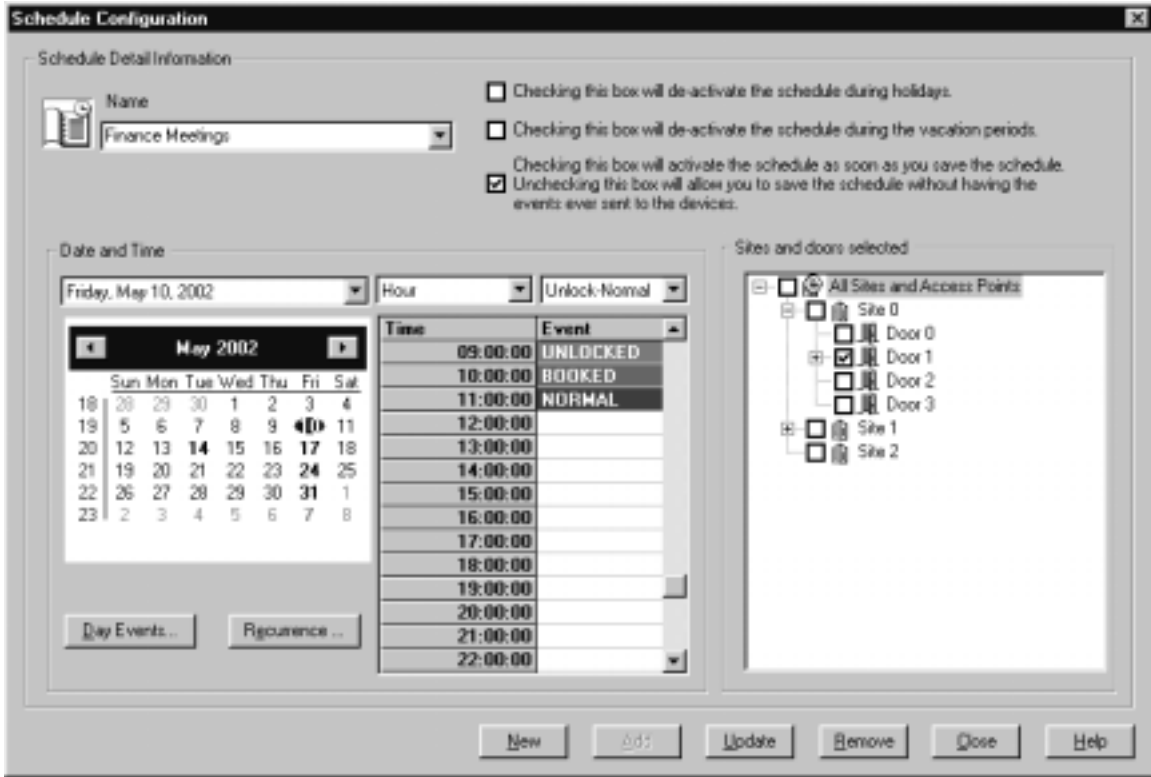 Schedule Configuration
Schedule Detail Information
Name
Finance Meetings
Checking this box will de-activate the schedule during holidays.
Checking this box will de-activate the schedule during the vacation periods.
Checking this box will activate the schedule as soon as you save the schedule.
Unchecking this box will allow you to save the schedule without having the
events ever sent to the devices.
Date and Time
Friday, May 10, 2002
Hour
Unlock-Normal
May 2002
Sun Mon Tue Wed Thu Fri Sat
18 28 29 30 1 2 3 4
19 5 6 7 8 9 11
20 12 13 14 15 16 17 18
21 19 20 21 22 23 24 25
22 26 27 28 29 30 31 1
23 2 3 4 5 6 7 8
Day Events...
Recurrence ...
Time Event
09:00:00 UNLOCKED
10:00:00 BOOKED
11:00:00 NORMAL
12:00:00
13:00:00
14:00:00
15:00:00
16:00:00
17:00:00
18:00:00
19:00:00
20:00:00
21:00:00
22:00:00
Sites and doors selected
All Sites and Access Points
Site 0
Door 0
Door 1
Door 2
Door 3
Site 1
Site 2
New
Add
Update
Remove
Close
Help